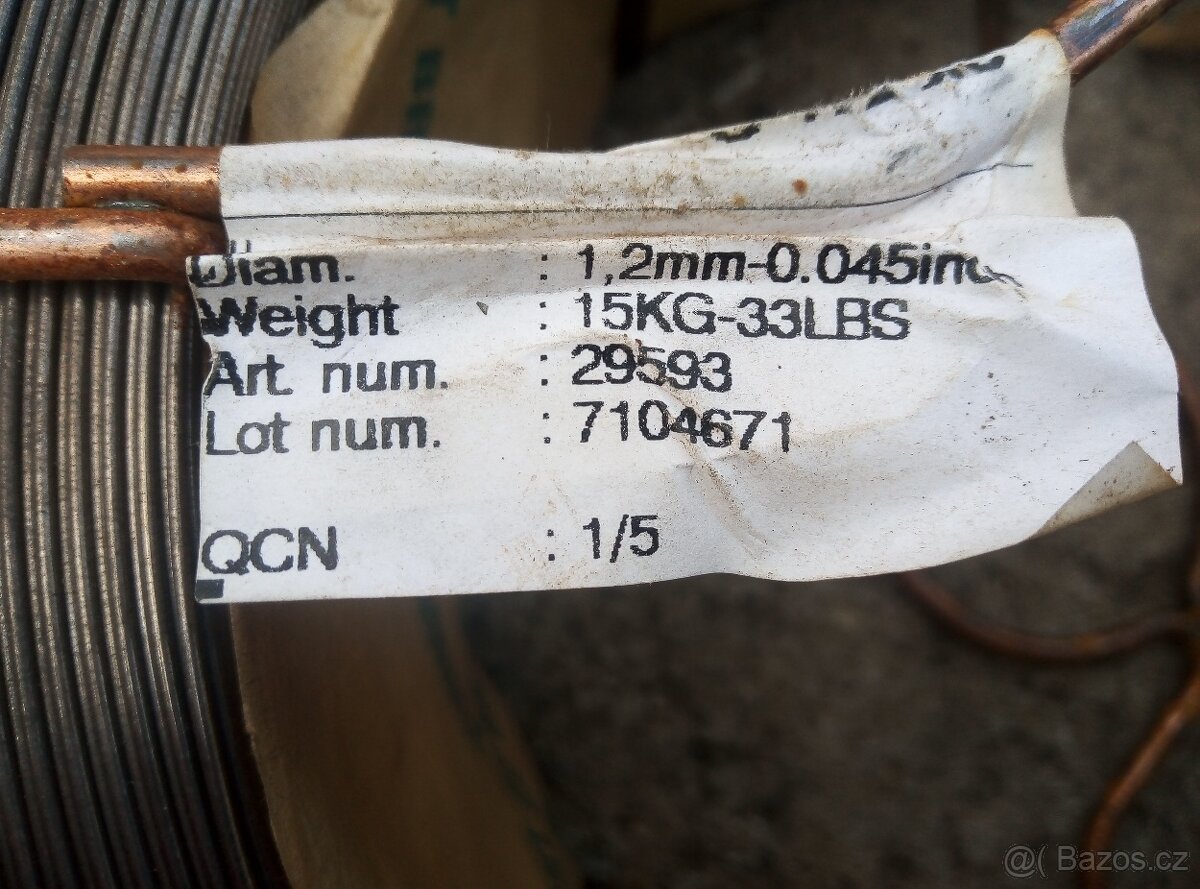 Diam. : 1,2mm-0.045inc
Weight : 15KG-33LBS
Art. num. : 29593
Lot num. : 7104671
QCN : 1/5
@( Bazos.cz